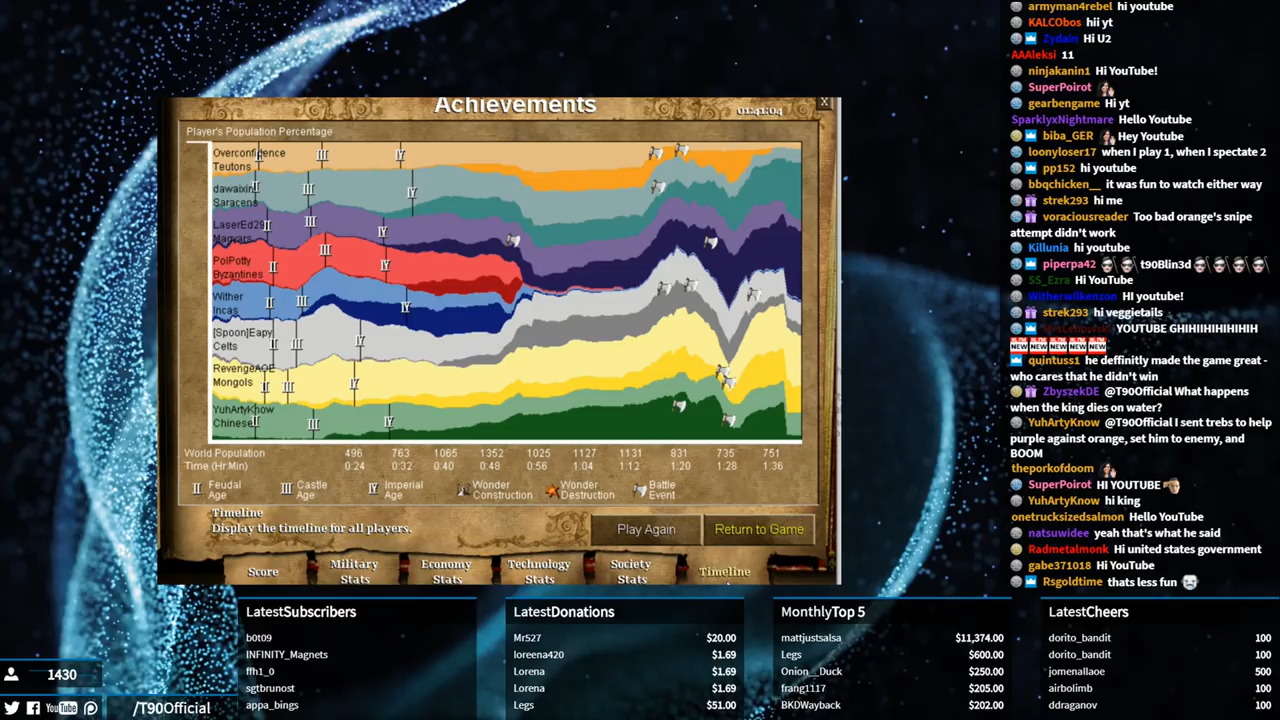 Achievements
01:41:04
Player's Population Percentage
Overconfidence
Teutons
dawaixin
Saracens
LaserEd29
Magyars
PolPotty
Byzantines
Wither
Incas
[Spoon]Eapy
Celts
RevengeAOE
Mongols
YuhArtyKnow
Chinese
World Population 496 763 1065 1352 1025 1127 1131 831 735 751
Time (Hr:Min) 0:24 0:32 0:40 0:48 0:56 1:04 1:12 1:20 1:28 1:36
II Feudal Age
III Castle Age
IV Imperial Age
Wonder Construction
Wonder Destruction
Battle Event
Timeline
Display the timeline for all players.
Play Again
Return to Game
Score
Military Stats
Economy Stats
Technology Stats
Society Stats
Timeline
armyman4rebel hi youtube
KALCObos hii yt
Zydain Hi U2
AAAleksi 11
ninjakanin1 Hi YouTube!
SuperPoirot
gearbengame Hi yt
SparklyxNightmare Hello Youtube
biba_GER Hey Youtube
loonyloser17 when I play 1, when I spectate 2
pp152 hi youtube
bbqchicken__ it was fun to watch either way
strek293 hi me
voraciousreader Too bad orange's snipe
attempt didn't work
Killunia hi youtube
piperpa42 t90Blin3d
SS_Ezra Hi YouTube
Witherwilkenzon HI youtube!
strek293 hi veggietails
YOUTUBE GHIHIIHIHIHIHIH
NEW NEW NEW NEW NEW
quintuss1 he deffinitly made the game great -
who cares that he didn't win
ZbyszekDE @T90Official What happens
when the king dies on water?
YuhArtyKnow @T90Official I sent trebs to help
purple against orange, set him to enemy, and
BOOM
theporkofdoom
SuperPoirot HI YOUTUBE
YuhArtyKnow hi king
onetrucksizedsalmon Hello YouTube
natsuwidee yeah that's what he said
Radmetalmonk Hi united states government
gabe371018 Hi YouTube
Rsgoldtime thats less fun
1430
You Tube
/T90Official
LatestSubscribers
b0t09
INFINITY_Magnets
ffh1_0
sgtbrunost
appa_bings
LatestDonations
Mr527 $20.00
loreena420 $1.69
Lorena $1.69
Lorena $1.69
Legs $51.00
MonthlyTop 5
mattjustsalsa $11,374.00
Legs $600.00
Onion__Duck $250.00
frang1117 $205.00
BKDWayback $202.00
LatestCheers
dorito_bandit 100
dorito_bandit 100
jomenallaoe 500
airbolimb 100
ddraganov 100